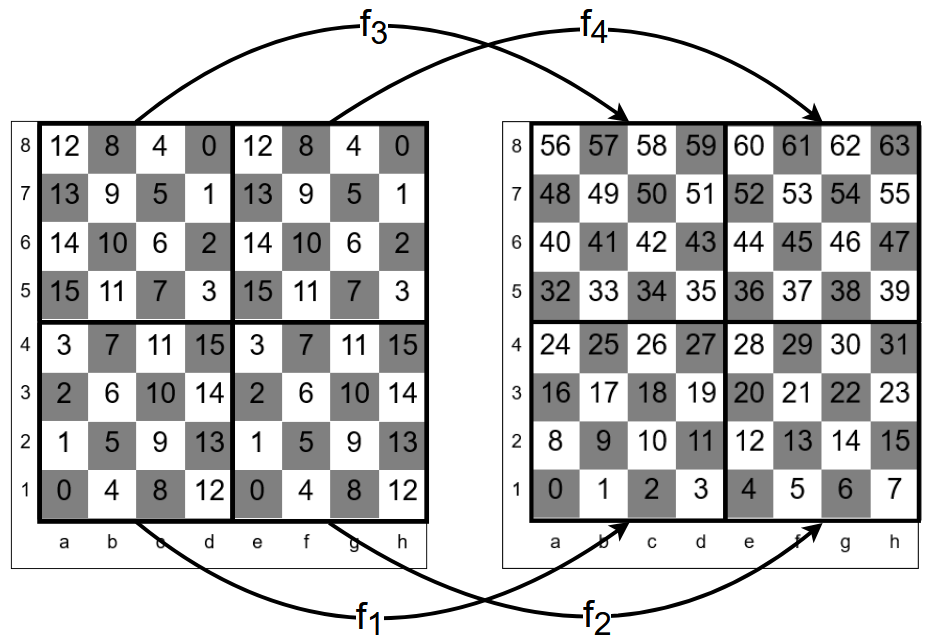 f3 f4
8 12 8 4 0 12 8 4 0 8 56 57 58 59 60 61 62 63
7 13 9 5 1 13 9 5 1 7 48 49 50 51 52 53 54 55
6 14 10 6 2 14 10 6 2 6 40 41 42 43 44 45 46 47
5 15 11 7 3 15 11 7 3 5 32 33 34 35 36 37 38 39
4 3 7 11 15 3 7 11 15 4 24 25 26 27 28 29 30 31
3 2 6 10 14 2 6 10 14 3 16 17 18 19 20 21 22 23
2 1 5 9 13 1 5 9 13 2 8 9 10 11 12 13 14 15
1 0 4 8 12 0 4 8 12 1 0 1 2 3 4 5 6 7
a b c d e f g h a b c d e f g h
f1 f2